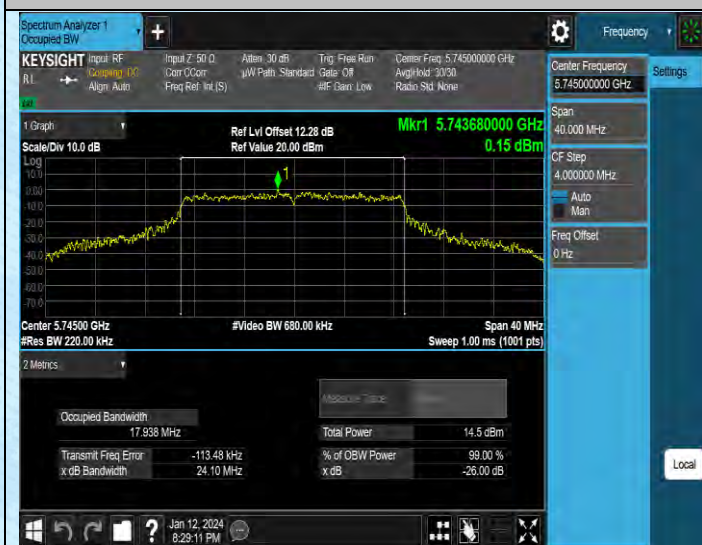 Spectrum Analyzer 1
Occupied BW
Frequency
KEYSIGHT Input: RF Input Z: 50 Ω Atten: 30 dB Trig: Free Run Center Freq: 5.745000000 GHz
RL Coupling: DC Corr CCorr µW Path: Standard Gate: Off Avg|Hold: 30/30
Align: Auto Freq Ref: Int (S) #IF Gain: Low Radio Std: None
Center Frequency
5.745000000 GHz
Settings
Span
40.000 MHz
CF Step
4.000000 MHz
Auto
Man
Freq Offset
0 Hz
1 Graph
Ref Lvl Offset 12.28 dB
Mkr1 5.743680000 GHz
Scale/Div 10.0 dB
Ref Value 20.00 dBm
0.15 dBm
Log
10.0
0.00
-10.0
-20.0
-30.0
-40.0
-50.0
-60.0
-70.0
1
Center 5.74500 GHz #Video BW 680.00 kHz Span 40 MHz
#Res BW 220.00 kHz Sweep 1.00 ms (1001 pts)
2 Metrics
Measure Trace
Occupied Bandwidth
17.938 MHz
Total Power 14.5 dBm
Transmit Freq Error -113.48 kHz
% of OBW Power 99.00 %
x dB Bandwidth 24.10 MHz
x dB -26.00 dB
Local
?
Jan 12, 2024
8:29:11 PM